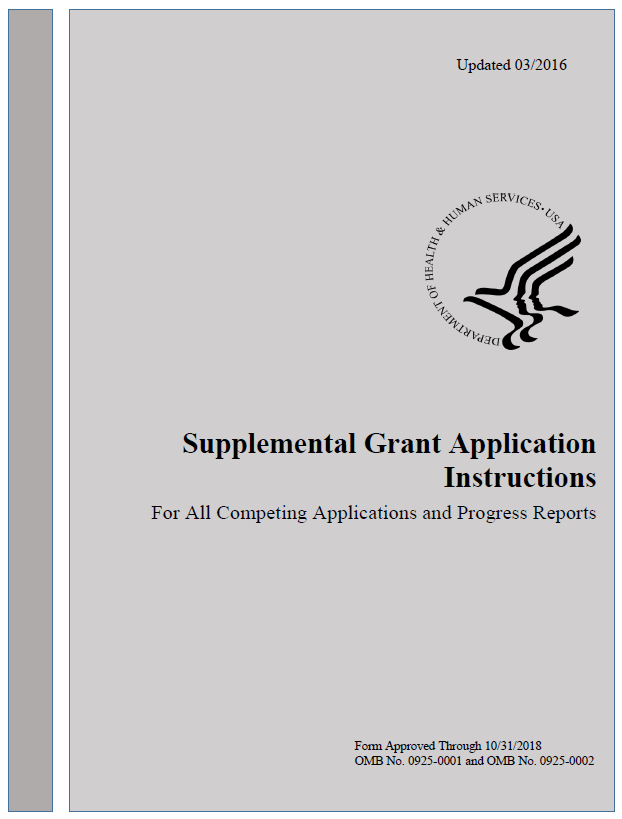 Updated 03/2016
DEPARTMENT OF HEALTH & HUMAN SERVICES • USA
Supplemental Grant Application
Instructions
For All Competing Applications and Progress Reports
Form Approved Through 10/31/2018
OMB No. 0925-0001 and OMB No. 0925-0002